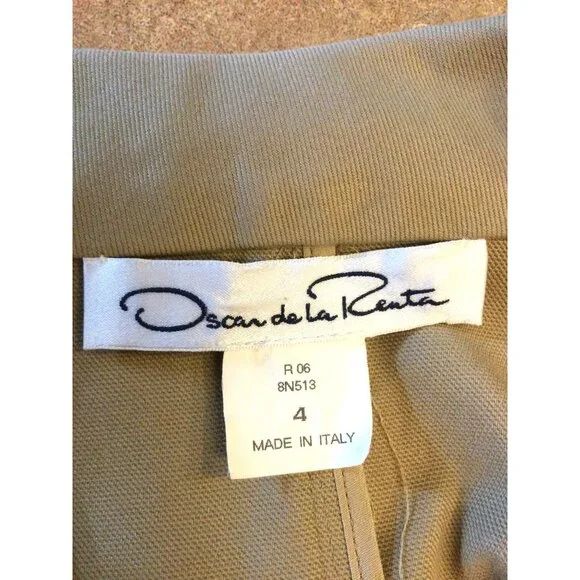 Oscar de la Renta
R 06
8N513
4
MADE IN ITALY